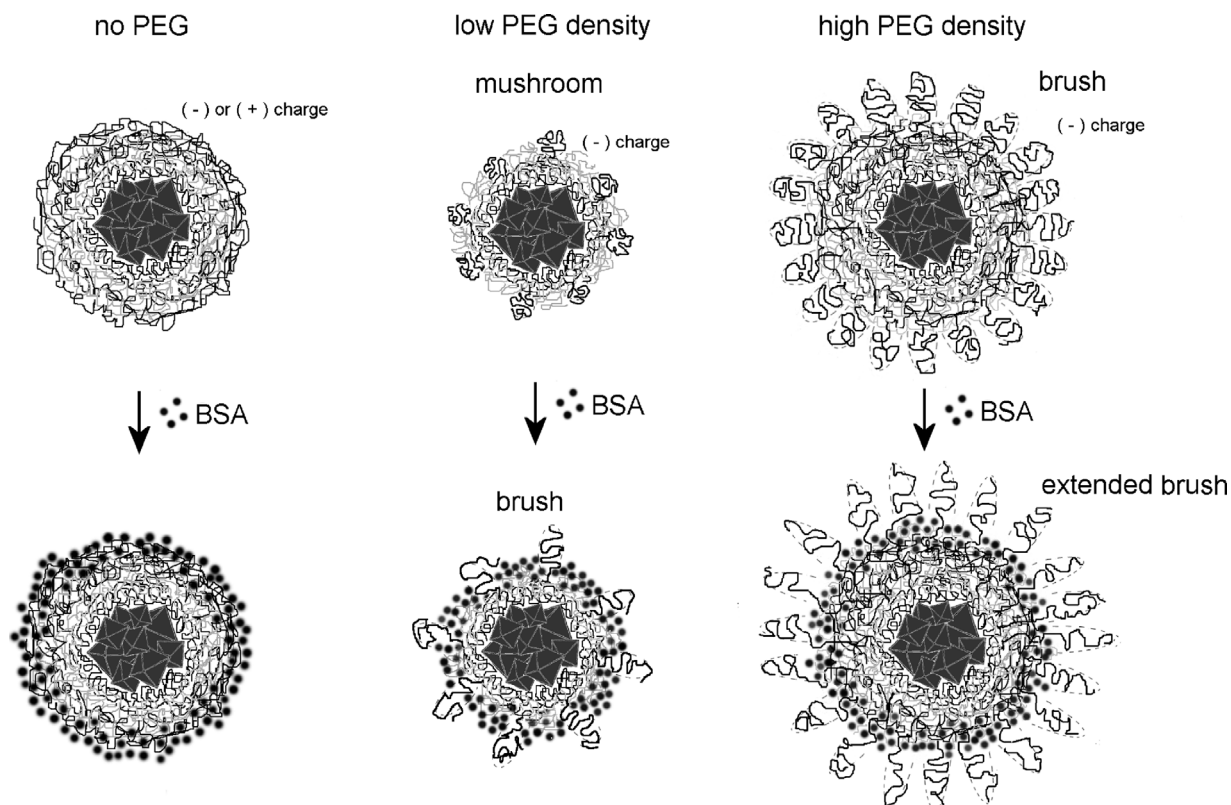 no PEG
low PEG density
high PEG density
mushroom
brush
( - ) or ( + ) charge
( - ) charge
( - ) charge
BSA
BSA
BSA
brush
extended brush